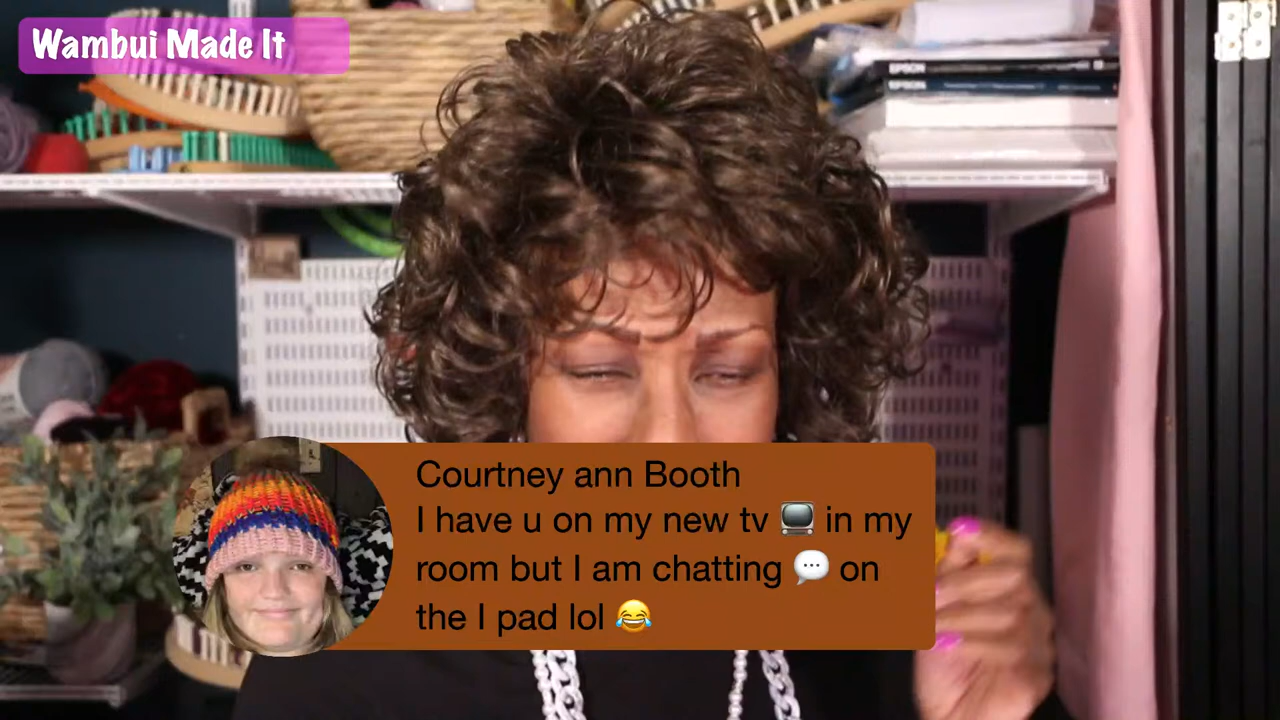 Wambui Made It
EPSON
EPSON
Courtney ann Booth
I have u on my new tv 📺 in my
room but I am chatting 💬 on
the I pad lol 😂